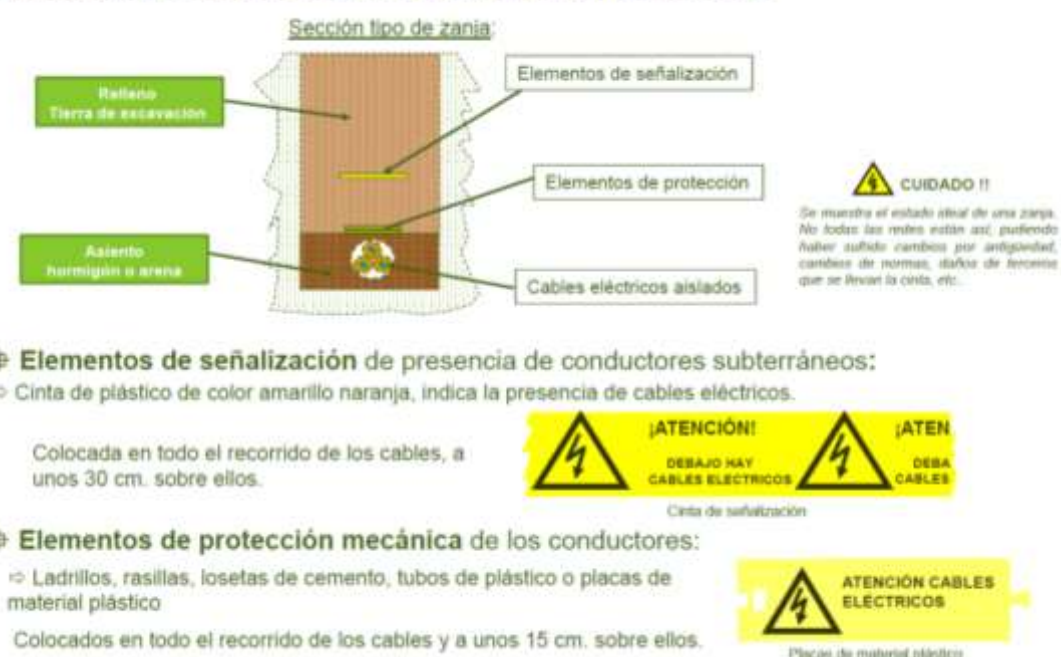 Sección tipo de zanja:
Elementos de señalización
Relleno
Tierra de excavación
Elementos de protección
CUIDADO !!
Se muestra el estado ideal de una zanja.
No todas las redes están así, pudiendo
haber sufrido cambios por antigüedad,
cambios de normas, daños de terceros
que se llevan la cinta, etc..
Asiento
hormigón o arena
Cables eléctricos aislados
Elementos de señalización de presencia de conductores subterráneos:
⇨ Cinta de plástico de color amarillo naranja, indica la presencia de cables eléctricos.
Colocada en todo el recorrido de los cables, a
unos 30 cm. sobre ellos.
¡ATENCIÓN!
DEBAJO HAY
CABLES ELECTRICOS
¡ATEN
DEBA
CABLES
Cinta de señalización
Elementos de protección mecánica de los conductores:
⇨ Ladrillos, rasillas, losetas de cemento, tubos de plástico o placas de
material plástico
Colocados en todo el recorrido de los cables y a unos 15 cm. sobre ellos.
ATENCIÓN CABLES
ELÉCTRICOS
Placas de material plástico